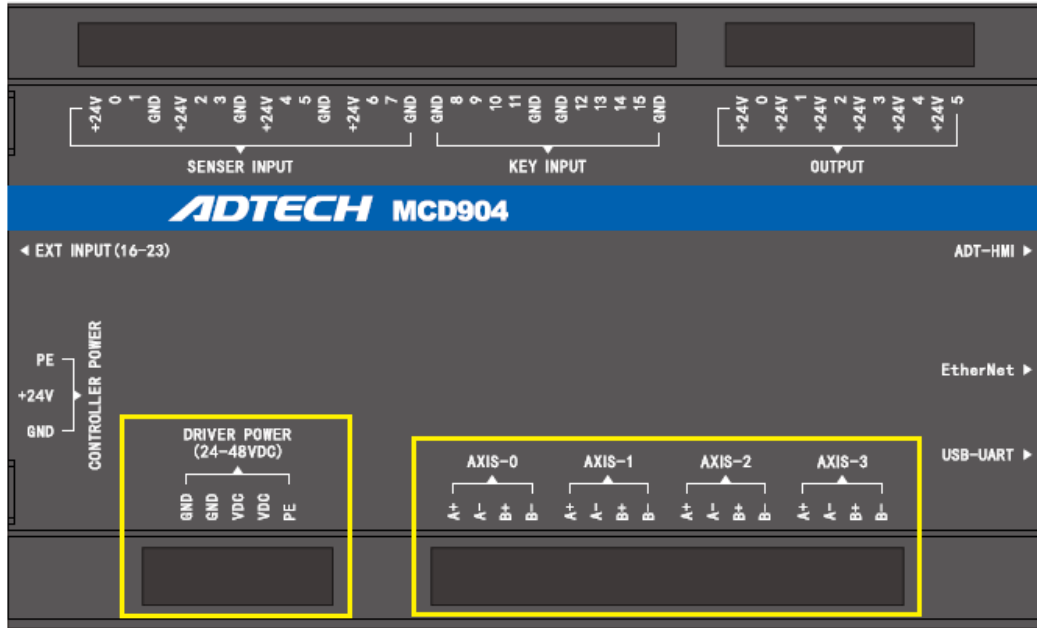 +24V 0 1 GND +24V 2 3 GND +24V 4 5 GND +24V 6 7 GND
GND 8 9 10 11 GND GND 12 13 14 15 GND
+24V 0 +24V 1 +24V 2 +24V 3 +24V 4 +24V 5
SENSER INPUT
KEY INPUT
OUTPUT
ADTECH MCD904
EXT INPUT(16-23)
ADT-HMI
CONTROLLER POWER
PE
+24V
GND
EtherNet
USB-UART
DRIVER POWER
(24-48VDC)
GND GND VDC VDC PE
AXIS-0
AXIS-1
AXIS-2
AXIS-3
A+ A- B+ B-
A+ A- B+ B-
A+ A- B+ B-
A+ A- B+ B-